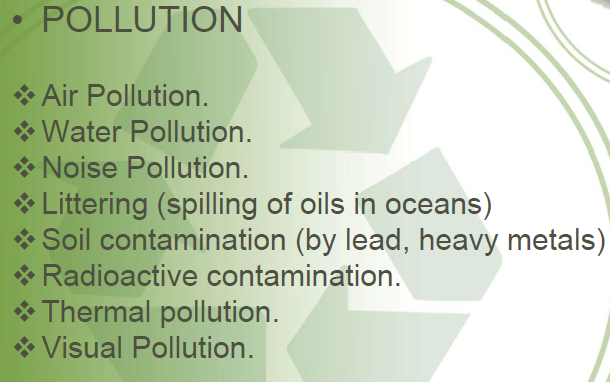 • POLLUTION
❖ Air Pollution.
❖ Water Pollution.
❖ Noise Pollution.
❖ Littering (spilling of oils in oceans)
❖ Soil contamination (by lead, heavy metals)
❖ Radioactive contamination.
❖ Thermal pollution.
❖ Visual Pollution.